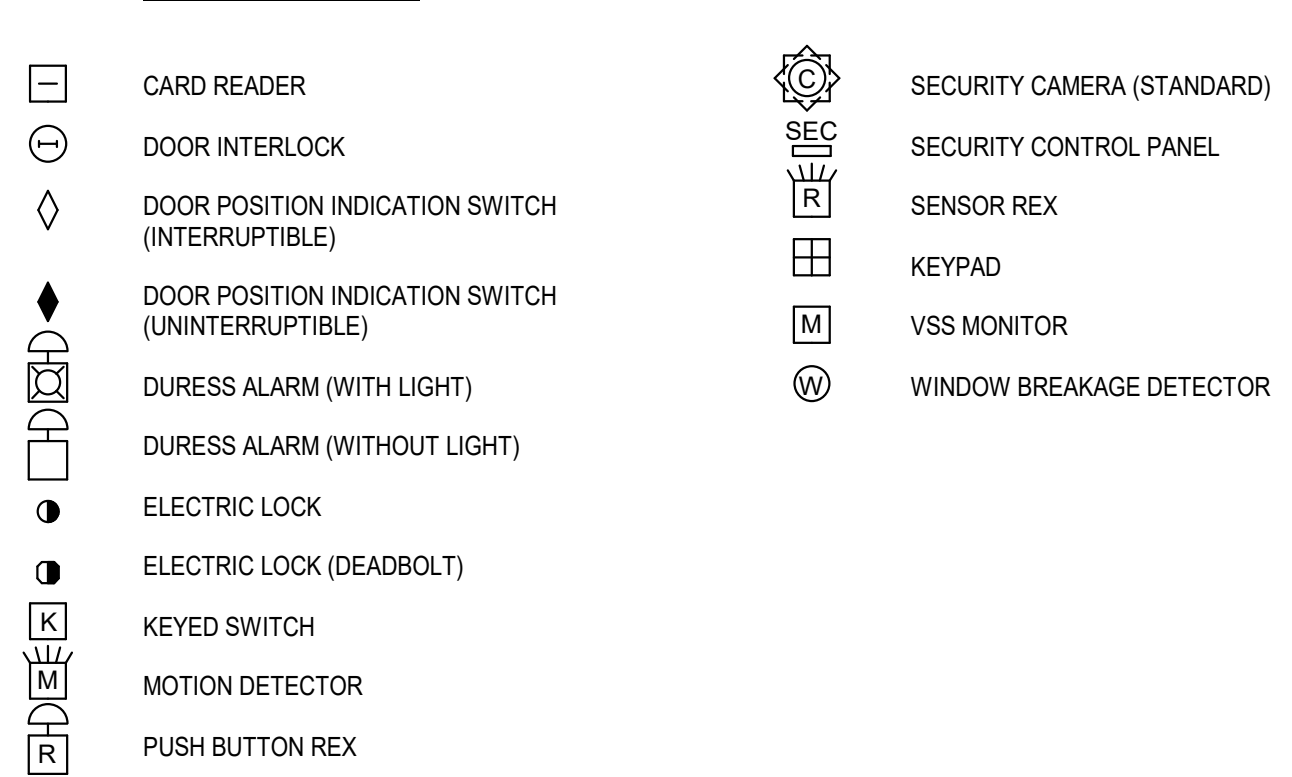 CARD READER
DOOR INTERLOCK
DOOR POSITION INDICATION SWITCH
(INTERRUPTIBLE)
DOOR POSITION INDICATION SWITCH
(UNINTERRUPTIBLE)
DURESS ALARM (WITH LIGHT)
DURESS ALARM (WITHOUT LIGHT)
ELECTRIC LOCK
ELECTRIC LOCK (DEADBOLT)
K KEYED SWITCH
M MOTION DETECTOR
R PUSH BUTTON REX
C SECURITY CAMERA (STANDARD)
SEC SECURITY CONTROL PANEL
R SENSOR REX
KEYPAD
M VSS MONITOR
W WINDOW BREAKAGE DETECTOR